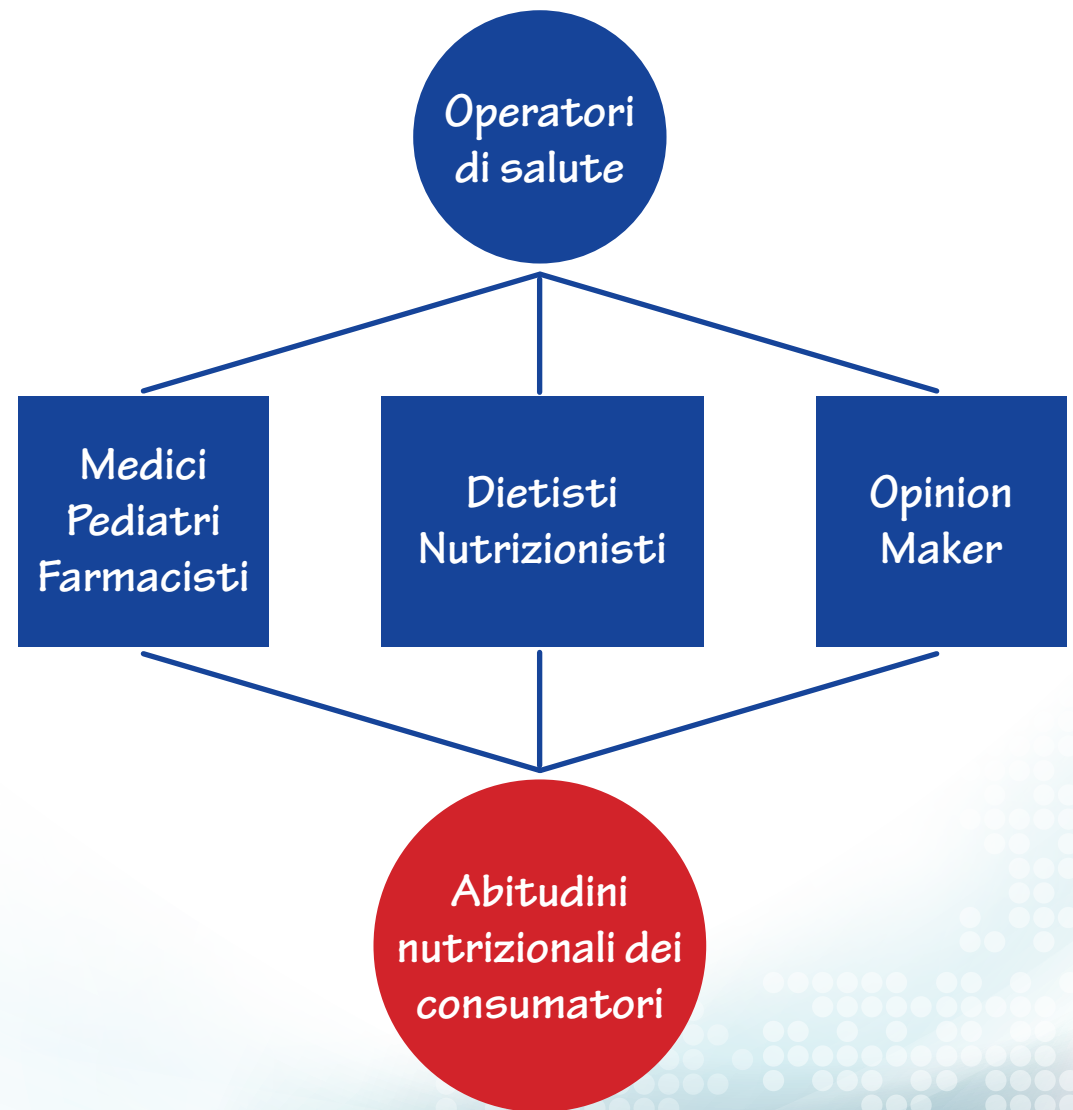 Operatori
di salute
Medici
Pediatri
Farmacisti
Dietisti
Nutrizionisti
Opinion
Maker
Abitudini
nutrizionali dei
consumatori